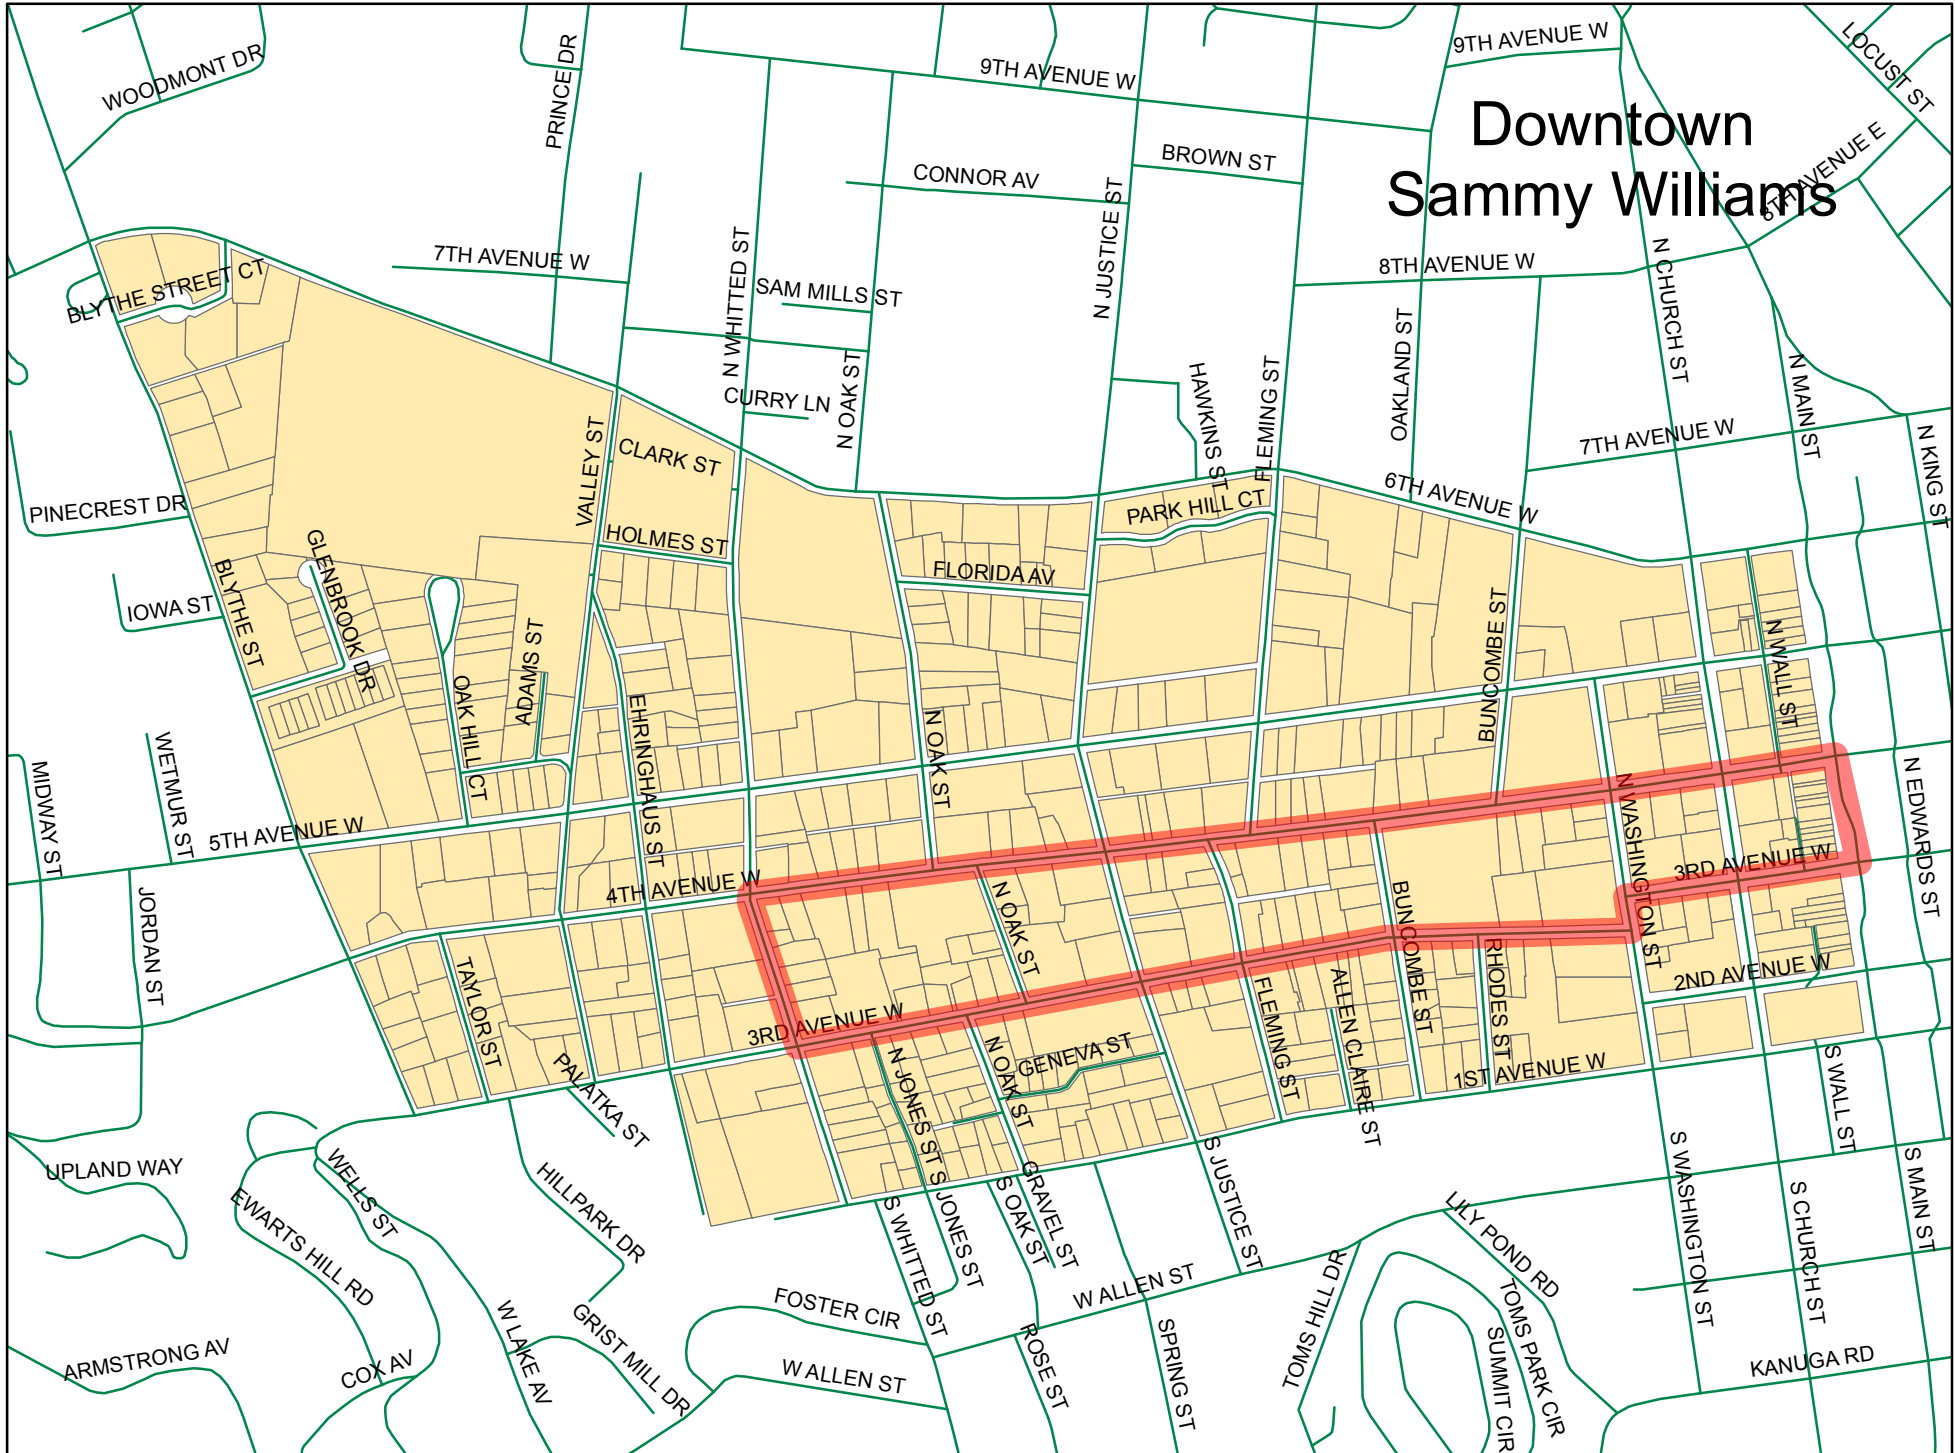 WOODMONT DR
PRINCE DR
9TH AVENUE W
9TH AVENUE W
LOCUST ST
Downtown
Sammy Williams
8TH AVENUE E
BROWN ST
CONNOR AV
N JUSTICE ST
7TH AVENUE W
N WHITTED ST
SAM MILLS ST
8TH AVENUE W
N CHURCH ST
BLYTHE STREET CT
CURRY LN
N OAK ST
HAWKINS ST
FLEMING ST
OAKLAND ST
N MAIN ST
7TH AVENUE W
N KING ST
CLARK ST
VALLEY ST
6TH AVENUE W
PINECREST DR
PARK HILL CT
HOLMES ST
FLORIDA AV
GLENBROOK DR
BLYTHE ST
IOWA ST
ADAMS ST
OAK HILL CT
EHRINGHAUS ST
N OAK ST
BUNCOMBE ST
N WALL ST
MIDWAY ST
WETMUR ST
5TH AVENUE W
N WASHINGTON ST
N EDWARDS ST
4TH AVENUE W
3RD AVENUE W
JORDAN ST
TAYLOR ST
N OAK ST
BUNCOMBE ST
RHODES ST
2ND AVENUE W
3RD AVENUE W
N JONES ST
N OAK ST
GENEVA ST
FLEMING ST
ALLEN CLAIRE ST
1ST AVENUE W
PALATKA ST
S WALL ST
UPLAND WAY
WELLS ST
EWARTS HILL RD
HILLPARK DR
S WHITTED ST
S JONES ST
S OAK ST
GRAVEL ST
S JUSTICE ST
LILY POND RD
S WASHINGTON ST
S CHURCH ST
S MAIN ST
W ALLEN ST
TOMS HILL DR
FOSTER CIR
W LAKE AV
GRIST MILL DR
ROSE ST
SPRING ST
TOMS PARK CIR
SUMMIT CIR
ARMSTRONG AV
COX AV
W ALLEN ST
KANUGA RD